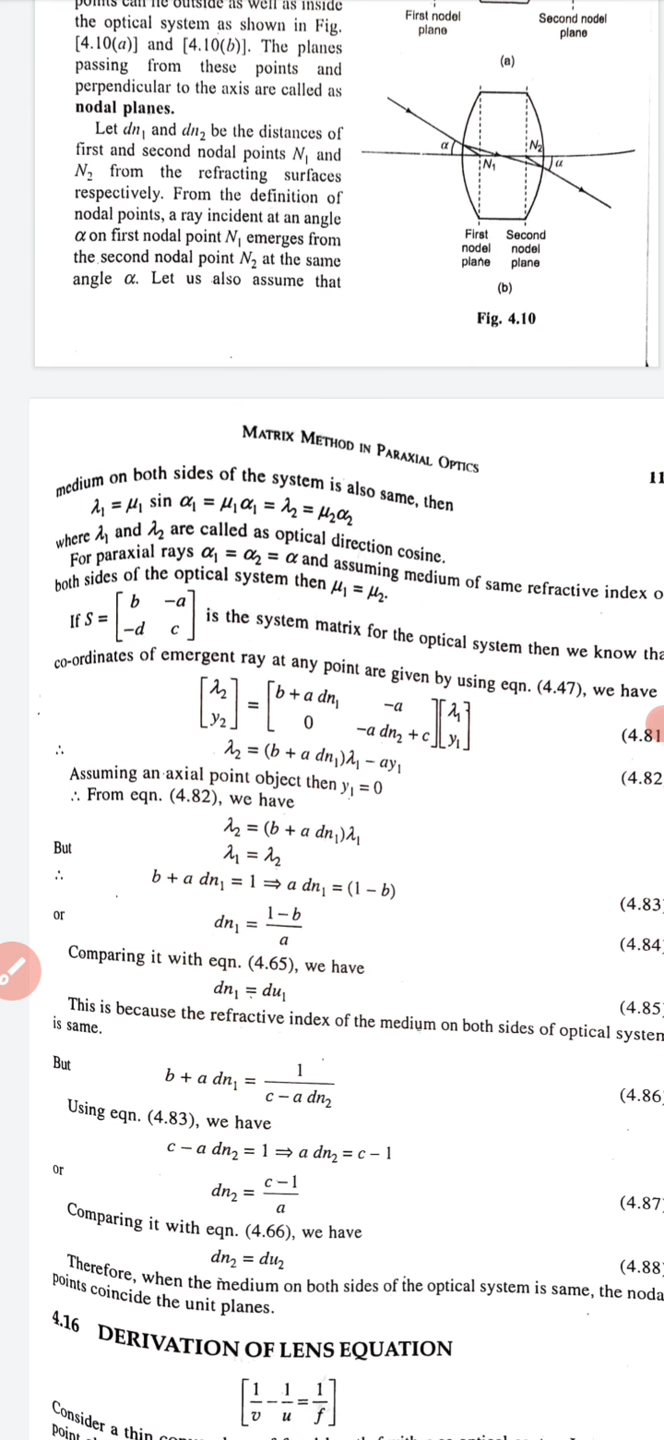 points can lie outside as well as inside
the optical system as shown in Fig.
[4.10(a)] and [4.10(b)]. The planes
passing from these points and
perpendicular to the axis are called as
nodal planes.
Let dn₁ and dn₂ be the distances of
first and second nodal points N₁ and
N₂ from the refracting surfaces
respectively. From the definition of
nodal points, a ray incident at an angle
α on first nodal point N₁ emerges from
the second nodal point N₂ at the same
angle α. Let us also assume that
First nodel
plane
Second nodel
plane
(a)
α
N₁
N₂
α
First
nodel
plane
Second
nodel
plane
(b)
Fig. 4.10
MATRIX METHOD IN PARAXIAL OPTICS
11
medium on both sides of the system is also same, then
λ₁ = μ₁ sin α₁ = μ₁α₁ = λ₂ = μ₂α₂
where λ₁ and λ₂ are called as optical direction cosine.
For paraxial rays α₁ = α₂ = α and assuming medium of same refractive index o
both sides of the optical system then μ₁ = μ₂.
If S = [b −a; −d c] is the system matrix for the optical system then we know tha
co-ordinates of emergent ray at any point are given by using eqn. (4.47), we have
[λ₂; y₂] = [b + a dn₁ −a; 0 −a dn₂ + c][λ₁; y₁] (4.81
∴ λ₂ = (b + a dn₁)λ₁ − ay₁ (4.82
Assuming an axial point object then y₁ = 0
∴ From eqn. (4.82), we have
λ₂ = (b + a dn₁)λ₁
But λ₁ = λ₂
∴ b + a dn₁ = 1 ⇒ a dn₁ = (1 − b) (4.83)
or dn₁ = (1−b)/a (4.84
Comparing it with eqn. (4.65), we have
dn₁ = du₁ (4.85)
This is because the refractive index of the medium on both sides of optical system
is same.
But b + a dn₁ = 1/(c − a dn₂) (4.86)
Using eqn. (4.83), we have
c − a dn₂ = 1 ⇒ a dn₂ = c − 1
or dn₂ = (c−1)/a (4.87)
Comparing it with eqn. (4.66), we have
dn₂ = du₂ (4.88)
Therefore, when the medium on both sides of the optical system is same, the noda
points coincide the unit planes.
4.16 DERIVATION OF LENS EQUATION
[1/v − 1/u = 1/f]
Consider a thin
Point